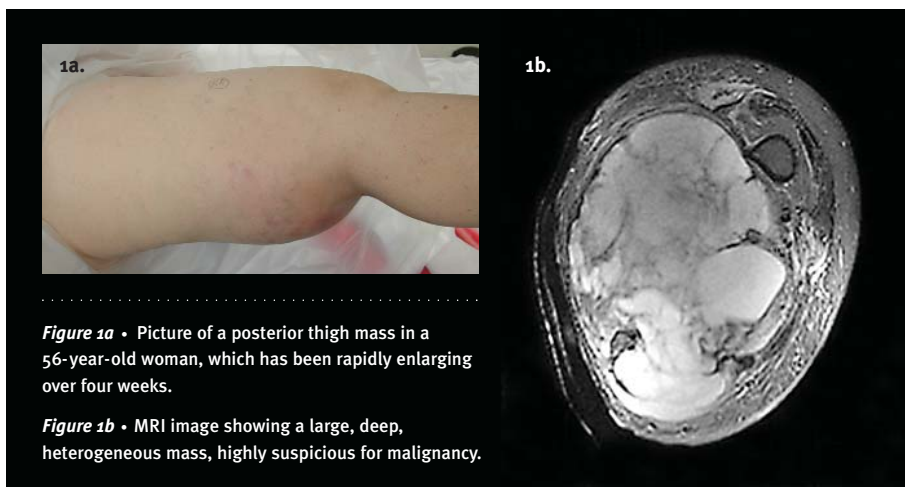 1a.
1b.
Figure 1a • Picture of a posterior thigh mass in a
56-year-old woman, which has been rapidly enlarging
over four weeks.
Figure 1b • MRI image showing a large, deep,
heterogeneous mass, highly suspicious for malignancy.